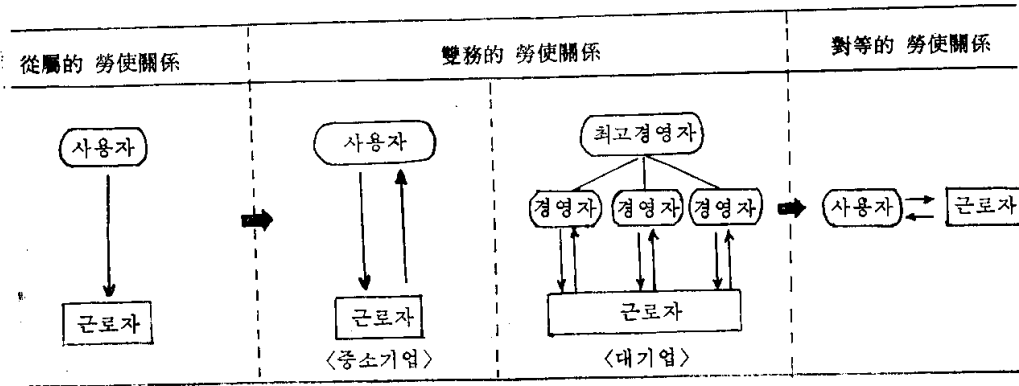 從屬的 勞使關係
雙務的 勞使關係
對等的 勞使關係
사용자
근로자
사용자
근로자
〈중소기업〉
최고경영자
경영자 경영자 경영자
근로자
〈대기업〉
사용자 근로자